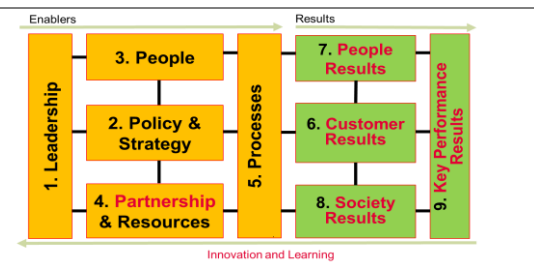 Enablers
Results
1. Leadership
3. People
2. Policy &
Strategy
4. Partnership
& Resources
5. Processes
7. People
Results
6. Customer
Results
8. Society
Results
9. Key Performance
Results
Innovation and Learning